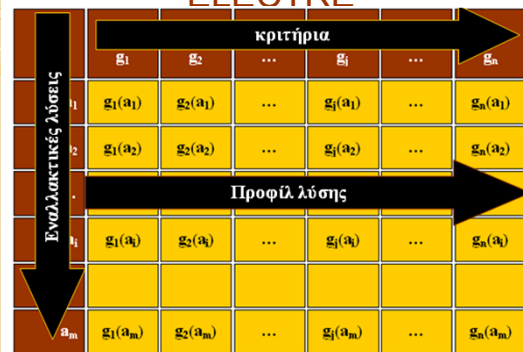 ELECTRE
κριτήρια
g1 g2 … gj … gn
Εναλλακτικές λύσεις
g1(a1) g2(a1) … gj(a1) … gn(a1)
g1(a2) g2(a2) … gj(a2) … gn(a2)
Προφίλ λύσης
ai g1(ai) g2(ai) … gj(ai) … gn(ai)
am g1(am) g2(am) … gj(am) … gn(am)